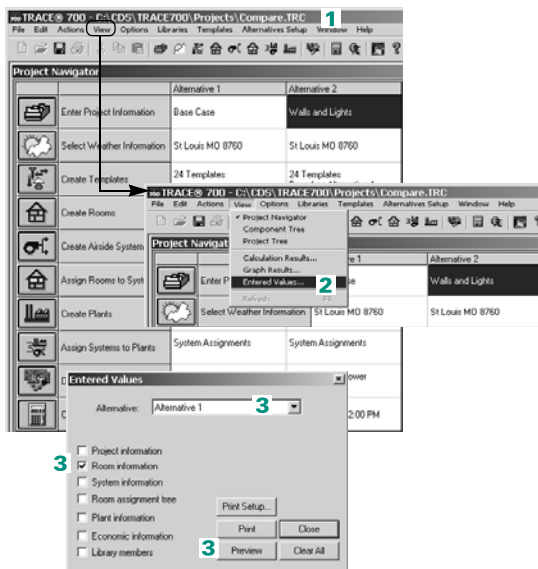 TRACE® 700 - C:\CDS\TRACE700\Projects\Compare.TRC
1
File Edit Actions View Options Libraries Templates Alternatives Setup Window Help
Project Navigator
Alternative 1 Alternative 2
Enter Project Information Base Case Walls and Lights
Select Weather Information St Louis MO 8760 St Louis MO 8760
Create Templates 24 Templates 24 Templates
Create Rooms
Create Airside System
Assign Rooms to Syst
Create Plants
Assign Systems to Plants System Assignments System Assignments
TRACE® 700 - C:\CDS\TRACE700\Projects\Compare.TRC
File Edit Actions View Options Libraries Templates Alternatives Setup Window Help
Project Navigator
Component Tree
Project Tree
Calculation Results...
Graph Results...
Entered Values...
2
Refresh F5
Project Navigat
e 1 Alternative 2
Enter P se Walls and Lights
Select Weather Information St Louis MO 8760 St Louis MO 8760
ower
2:00 PM
Entered Values
Alternative: Alternative 1
3
Project information
3
Room information
System information
Room assignment tree
Plant information
Economic information
Library members
Print Setup...
Print Close
3
Preview Clear All